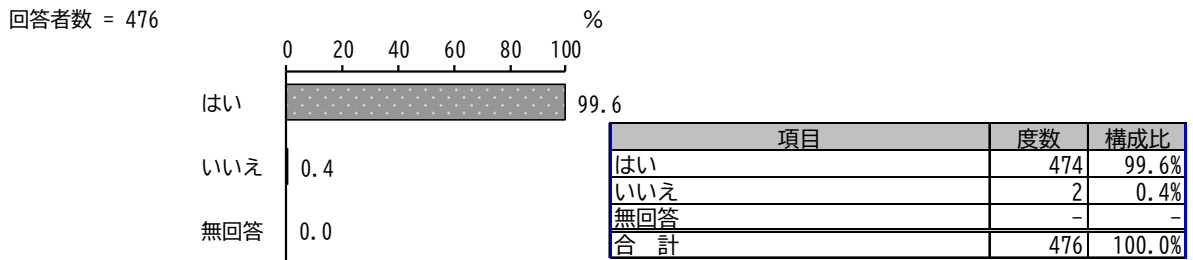 回答者数 = 476
%
0 20 40 60 80 100
はい 99.6
いいえ 0.4
無回答 0.0
項目 度数 構成比
はい 474 99.6%
いいえ 2 0.4%
無回答 - -
合 計 476 100.0%